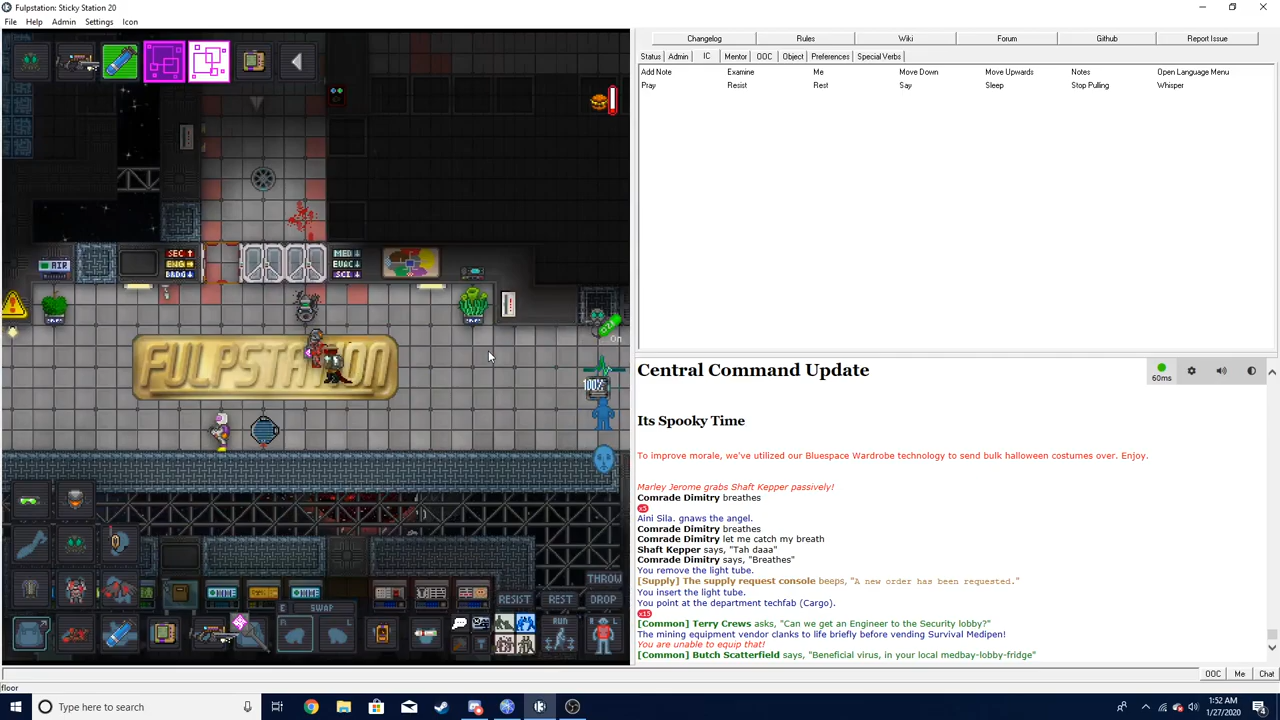 Fulpstation: Sticky Station 20
File Help Admin Settings Icon
Changelog Rules Wiki Forum Github Report Issue
Status Admin IC Mentor OOC Object Preferences Special Verbs
Add Note Examine Me Move Down Move Upwards Notes Open Language Menu
Pray Resist Rest Say Sleep Stop Pulling Whisper
AIR
SEC
ENG
BRDG
MED
EVAC
SCI
FULPSTATION
On
100%
THROW
RESIST REST DROP
E SWAP
RUN
Central Command Update
60ms
Its Spooky Time
To improve morale, we've utilized our Bluespace Wardrobe technology to send bulk halloween costumes over. Enjoy.
Marley Jerome grabs Shaft Kepper passively!
Comrade Dimitry breathes
x5
Aini Sila. gnaws the angel.
Comrade Dimitry breathes
Comrade Dimitry let me catch my breath
Shaft Kepper says, "Tah daaa"
Comrade Dimitry says, "Breathes"
You remove the light tube.
[Supply] The supply request console beeps, "A new order has been requested."
You insert the light tube.
You point at the department techfab (Cargo).
x15
[Common] Terry Crews asks, "Can we get an Engineer to the Security lobby?"
The mining equipment vendor clanks to life briefly before vending Survival Medipen!
You are unable to equip that!
[Common] Butch Scatterfield says, "Beneficial virus, in your local medbay-lobby-fridge"
OOC Me Chat
floor
Type here to search
1:52 AM
1/27/2020